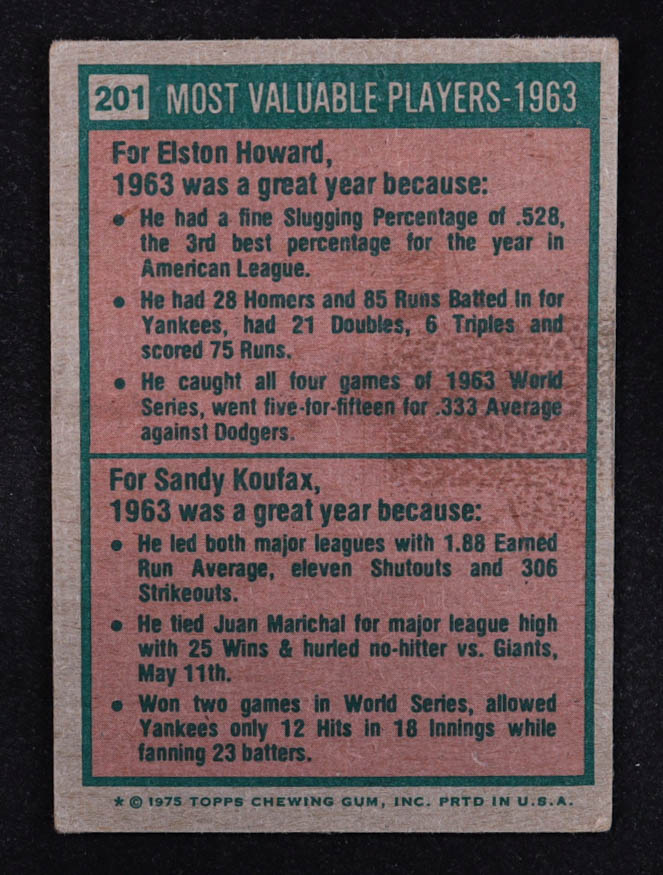 201 MOST VALUABLE PLAYERS-1963
For Elston Howard,
1963 was a great year because:
• He had a fine Slugging Percentage of .528,
the 3rd best percentage for the year in
American League.
• He had 28 Homers and 85 Runs Batted In for
Yankees, had 21 Doubles, 6 Triples and
scored 75 Runs.
• He caught all four games of 1963 World
Series, went five-for-fifteen for .333 Average
against Dodgers.
For Sandy Koufax,
1963 was a great year because:
• He led both major leagues with 1.88 Earned
Run Average, eleven Shutouts and 306
Strikeouts.
• He tied Juan Marichal for major league high
with 25 Wins & hurled no-hitter vs. Giants,
May 11th.
• Won two games in World Series, allowed
Yankees only 12 Hits in 18 Innings while
fanning 23 batters.
* © 1975 TOPPS CHEWING GUM, INC. PRTD IN U.S.A.